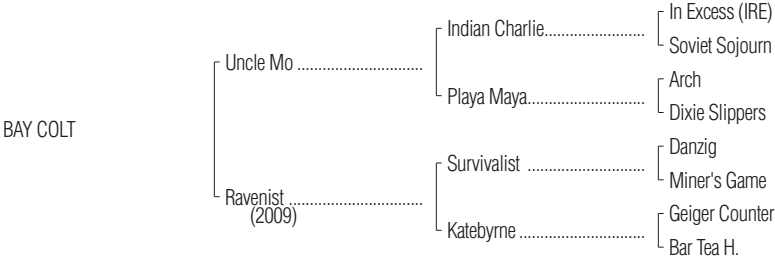 In Excess (IRE)
Indian Charlie..........................
Soviet Sojourn
Uncle Mo ..............................
Arch
Playa Maya..............................
Dixie Slippers
BAY COLT
Danzig
Survivalist ............................
Miner's Game
Ravenist ................................
(2009)
Geiger Counter
Katebyrne ..............................
Bar Tea H.